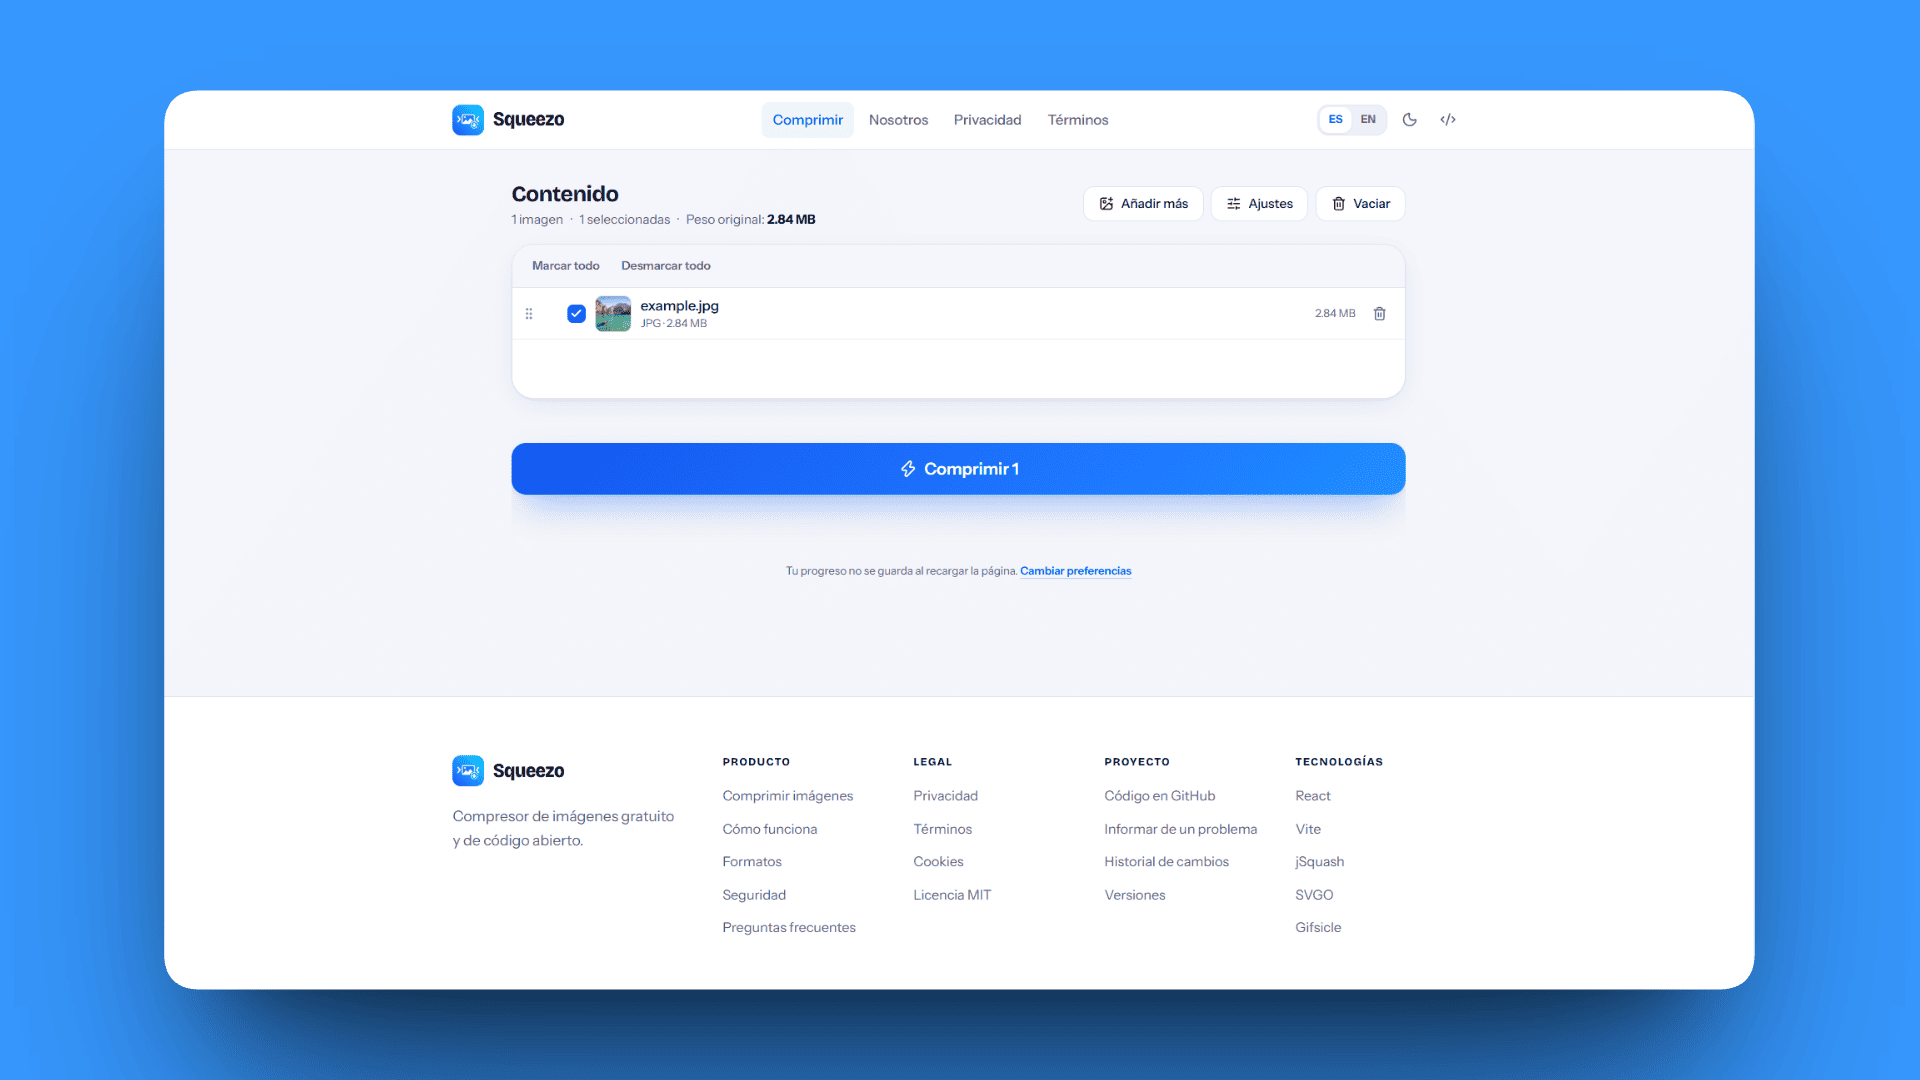 Squeezo
Comprimir
Nosotros
Privacidad
Términos
ES
EN
Contenido
1 imagen · 1 seleccionadas · Peso original: 2.84 MB
Añadir más
Ajustes
Vaciar
Marcar todo
Desmarcar todo
example.jpg
JPG · 2.84 MB
2.84 MB
Comprimir 1
Tu progreso no se guarda al recargar la página. Cambiar preferencias
Squeezo
Compresor de imágenes gratuito
y de código abierto.
PRODUCTO
Comprimir imágenes
Cómo funciona
Formatos
Seguridad
Preguntas frecuentes
LEGAL
Privacidad
Términos
Cookies
Licencia MIT
PROYECTO
Código en GitHub
Informar de un problema
Historial de cambios
Versiones
TECNOLOGÍAS
React
Vite
jSquash
SVGO
Gifsicle